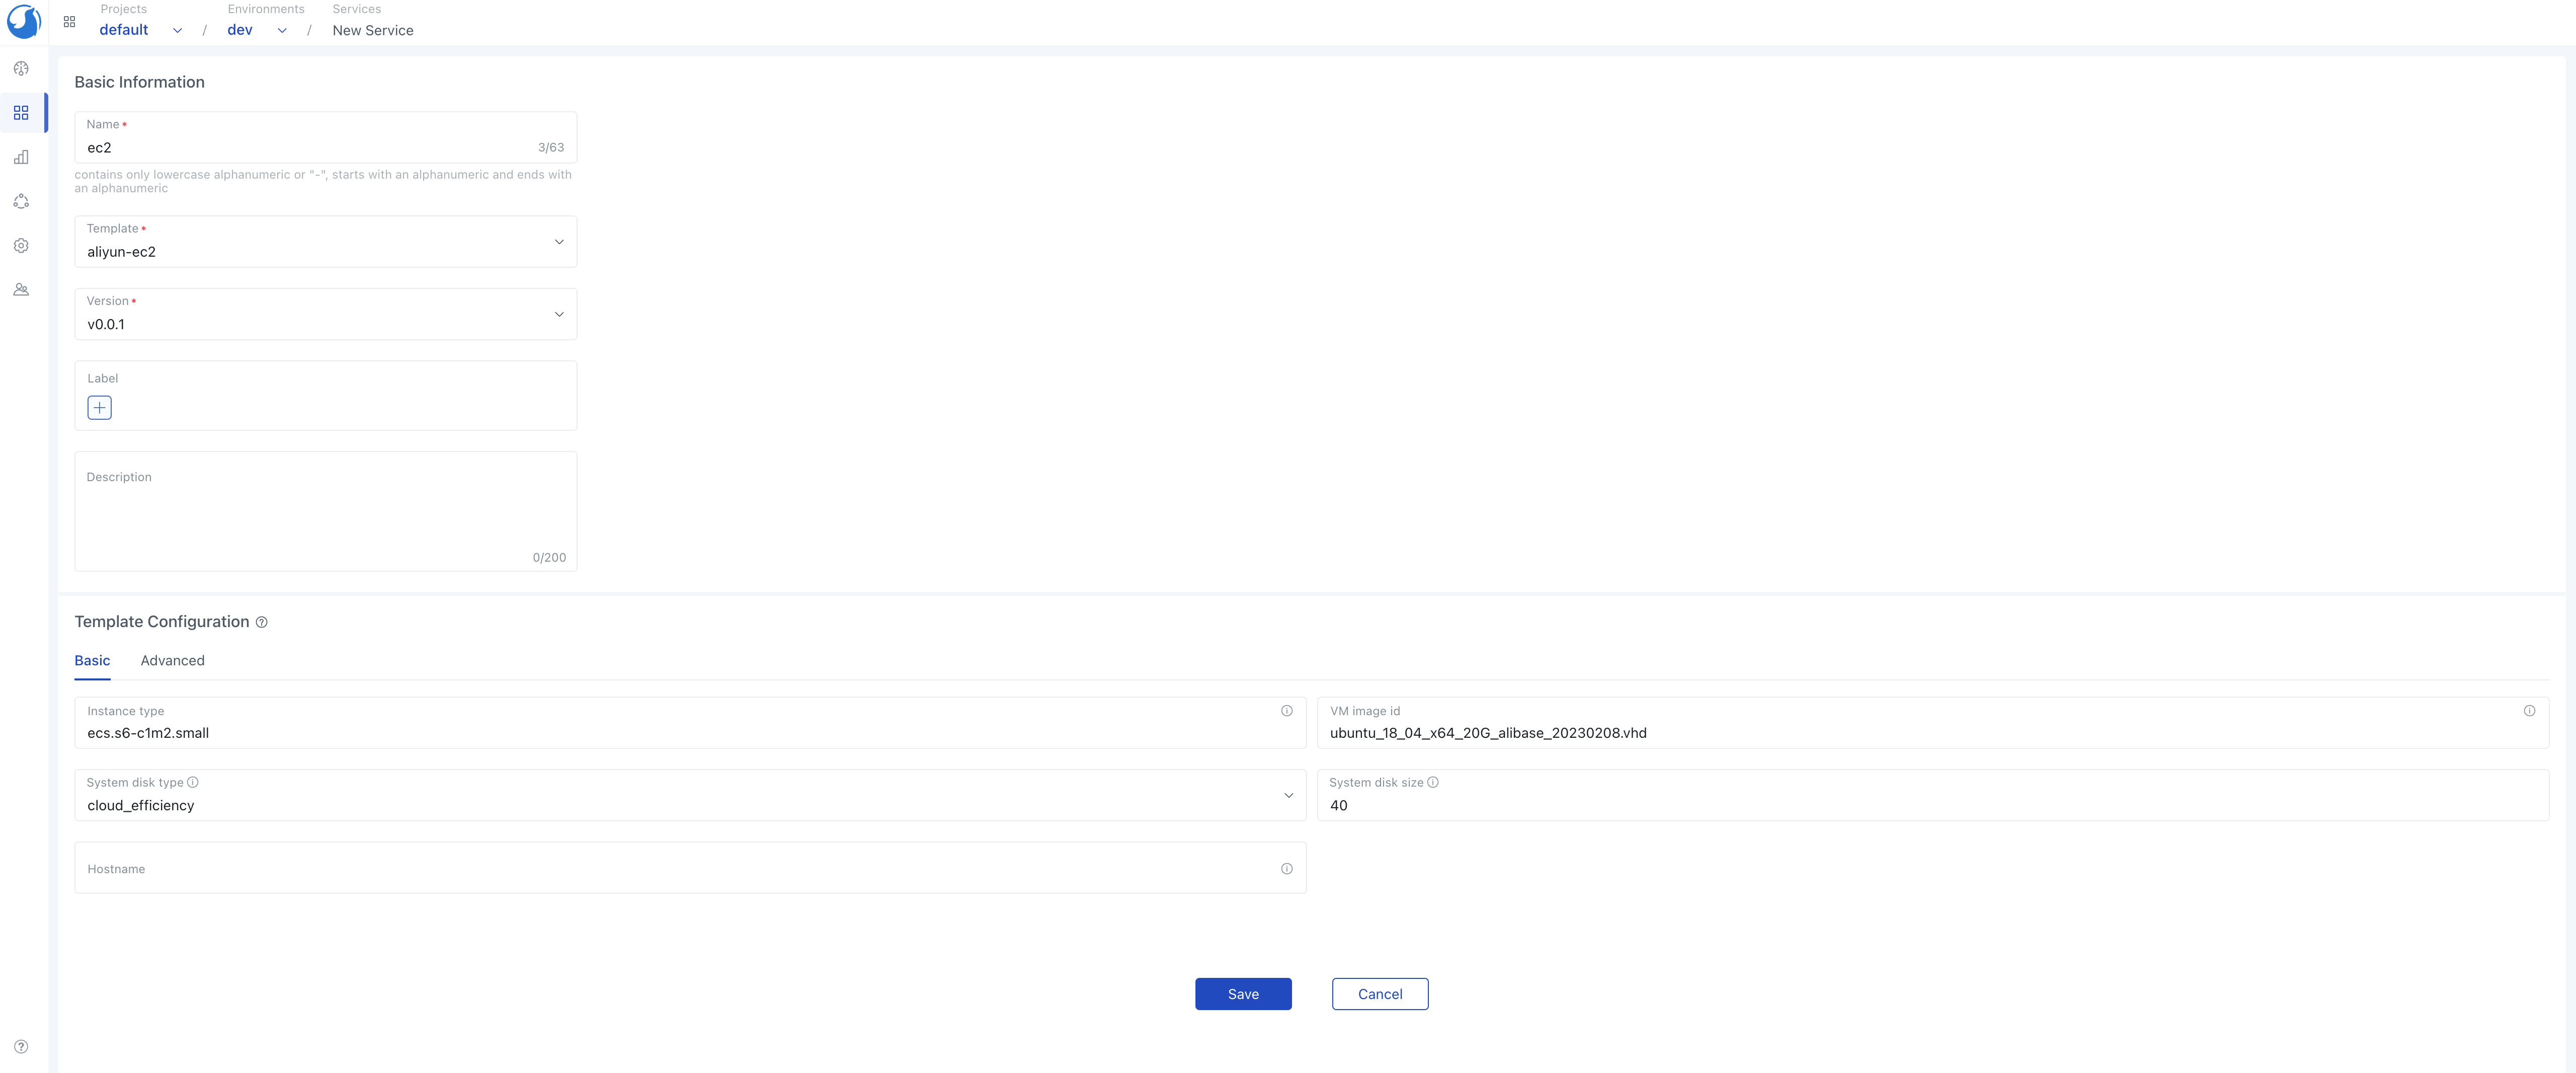 Projects
Environments
Services
default
/
dev
/
New Service
Basic Information
Name *
ec2
3/63
contains only lowercase alphanumeric or "-", starts with an alphanumeric and ends with
an alphanumeric
Template *
aliyun-ec2
Version *
v0.0.1
Label
Description
0/200
Template Configuration
Basic
Advanced
Instance type
ecs.s6-c1m2.small
VM image id
ubuntu_18_04_x64_20G_alibase_20230208.vhd
System disk type
cloud_efficiency
System disk size
40
Hostname
Save
Cancel